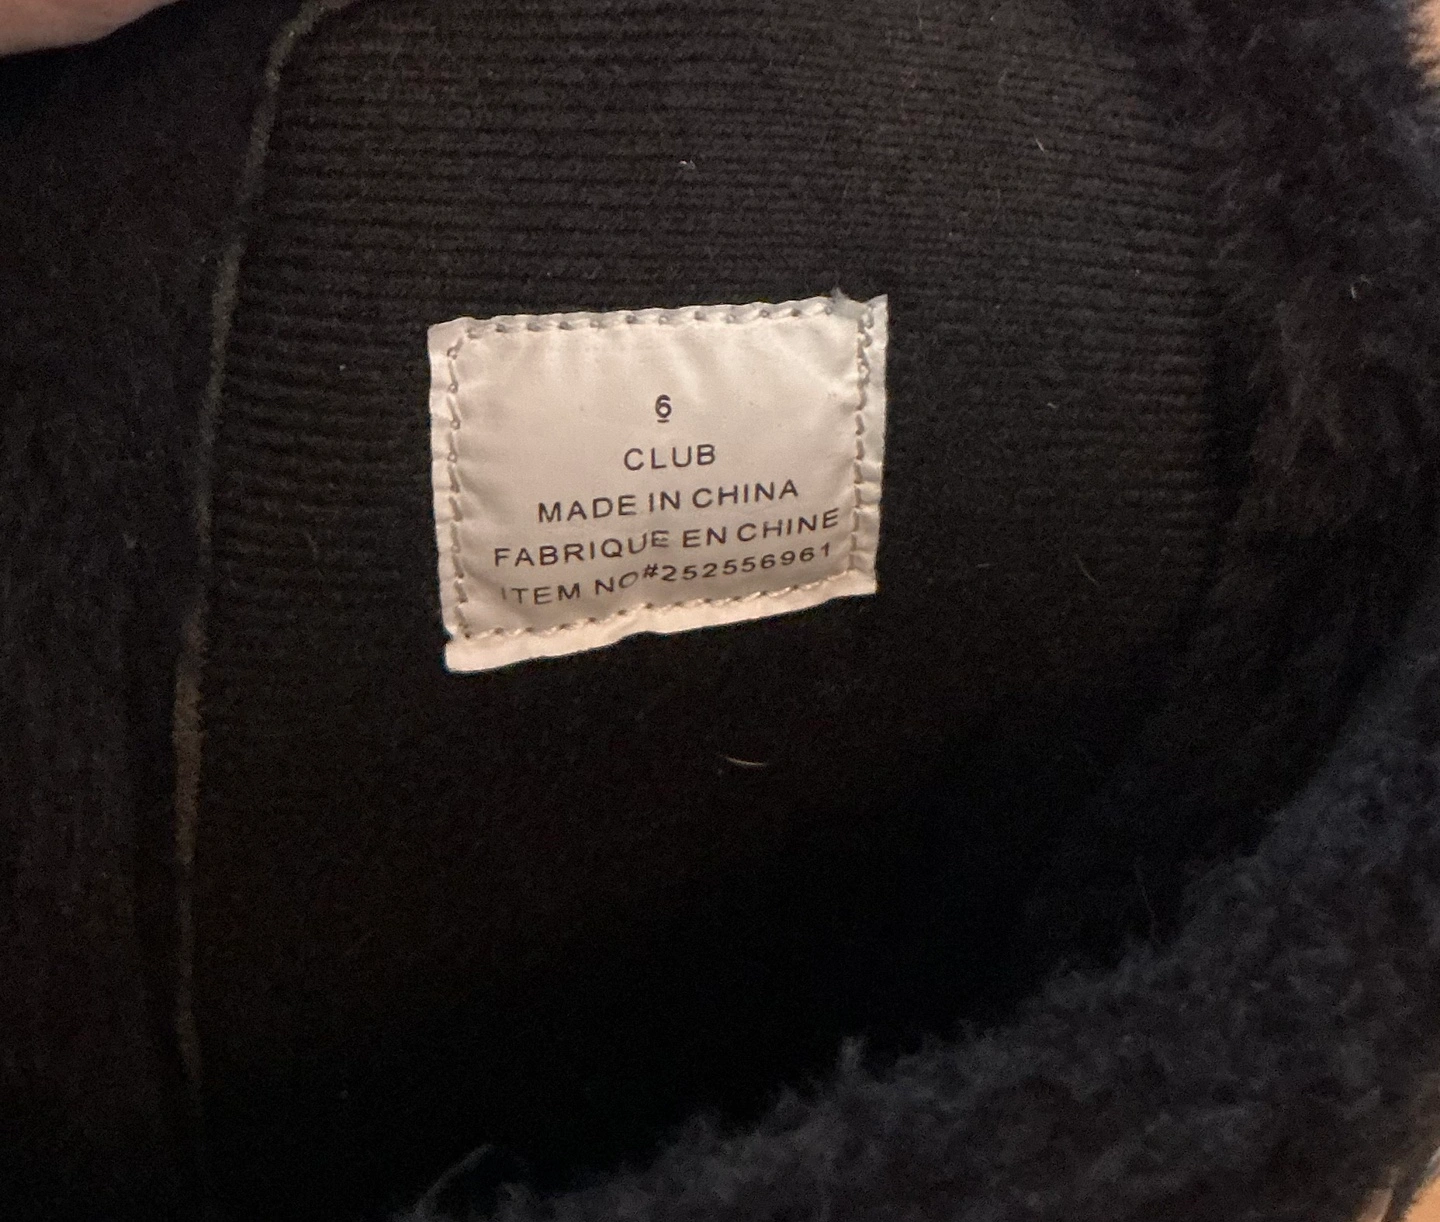 6
CLUB
MADE IN CHINA
FABRIQUE EN CHINE
ITEM NO#252556961